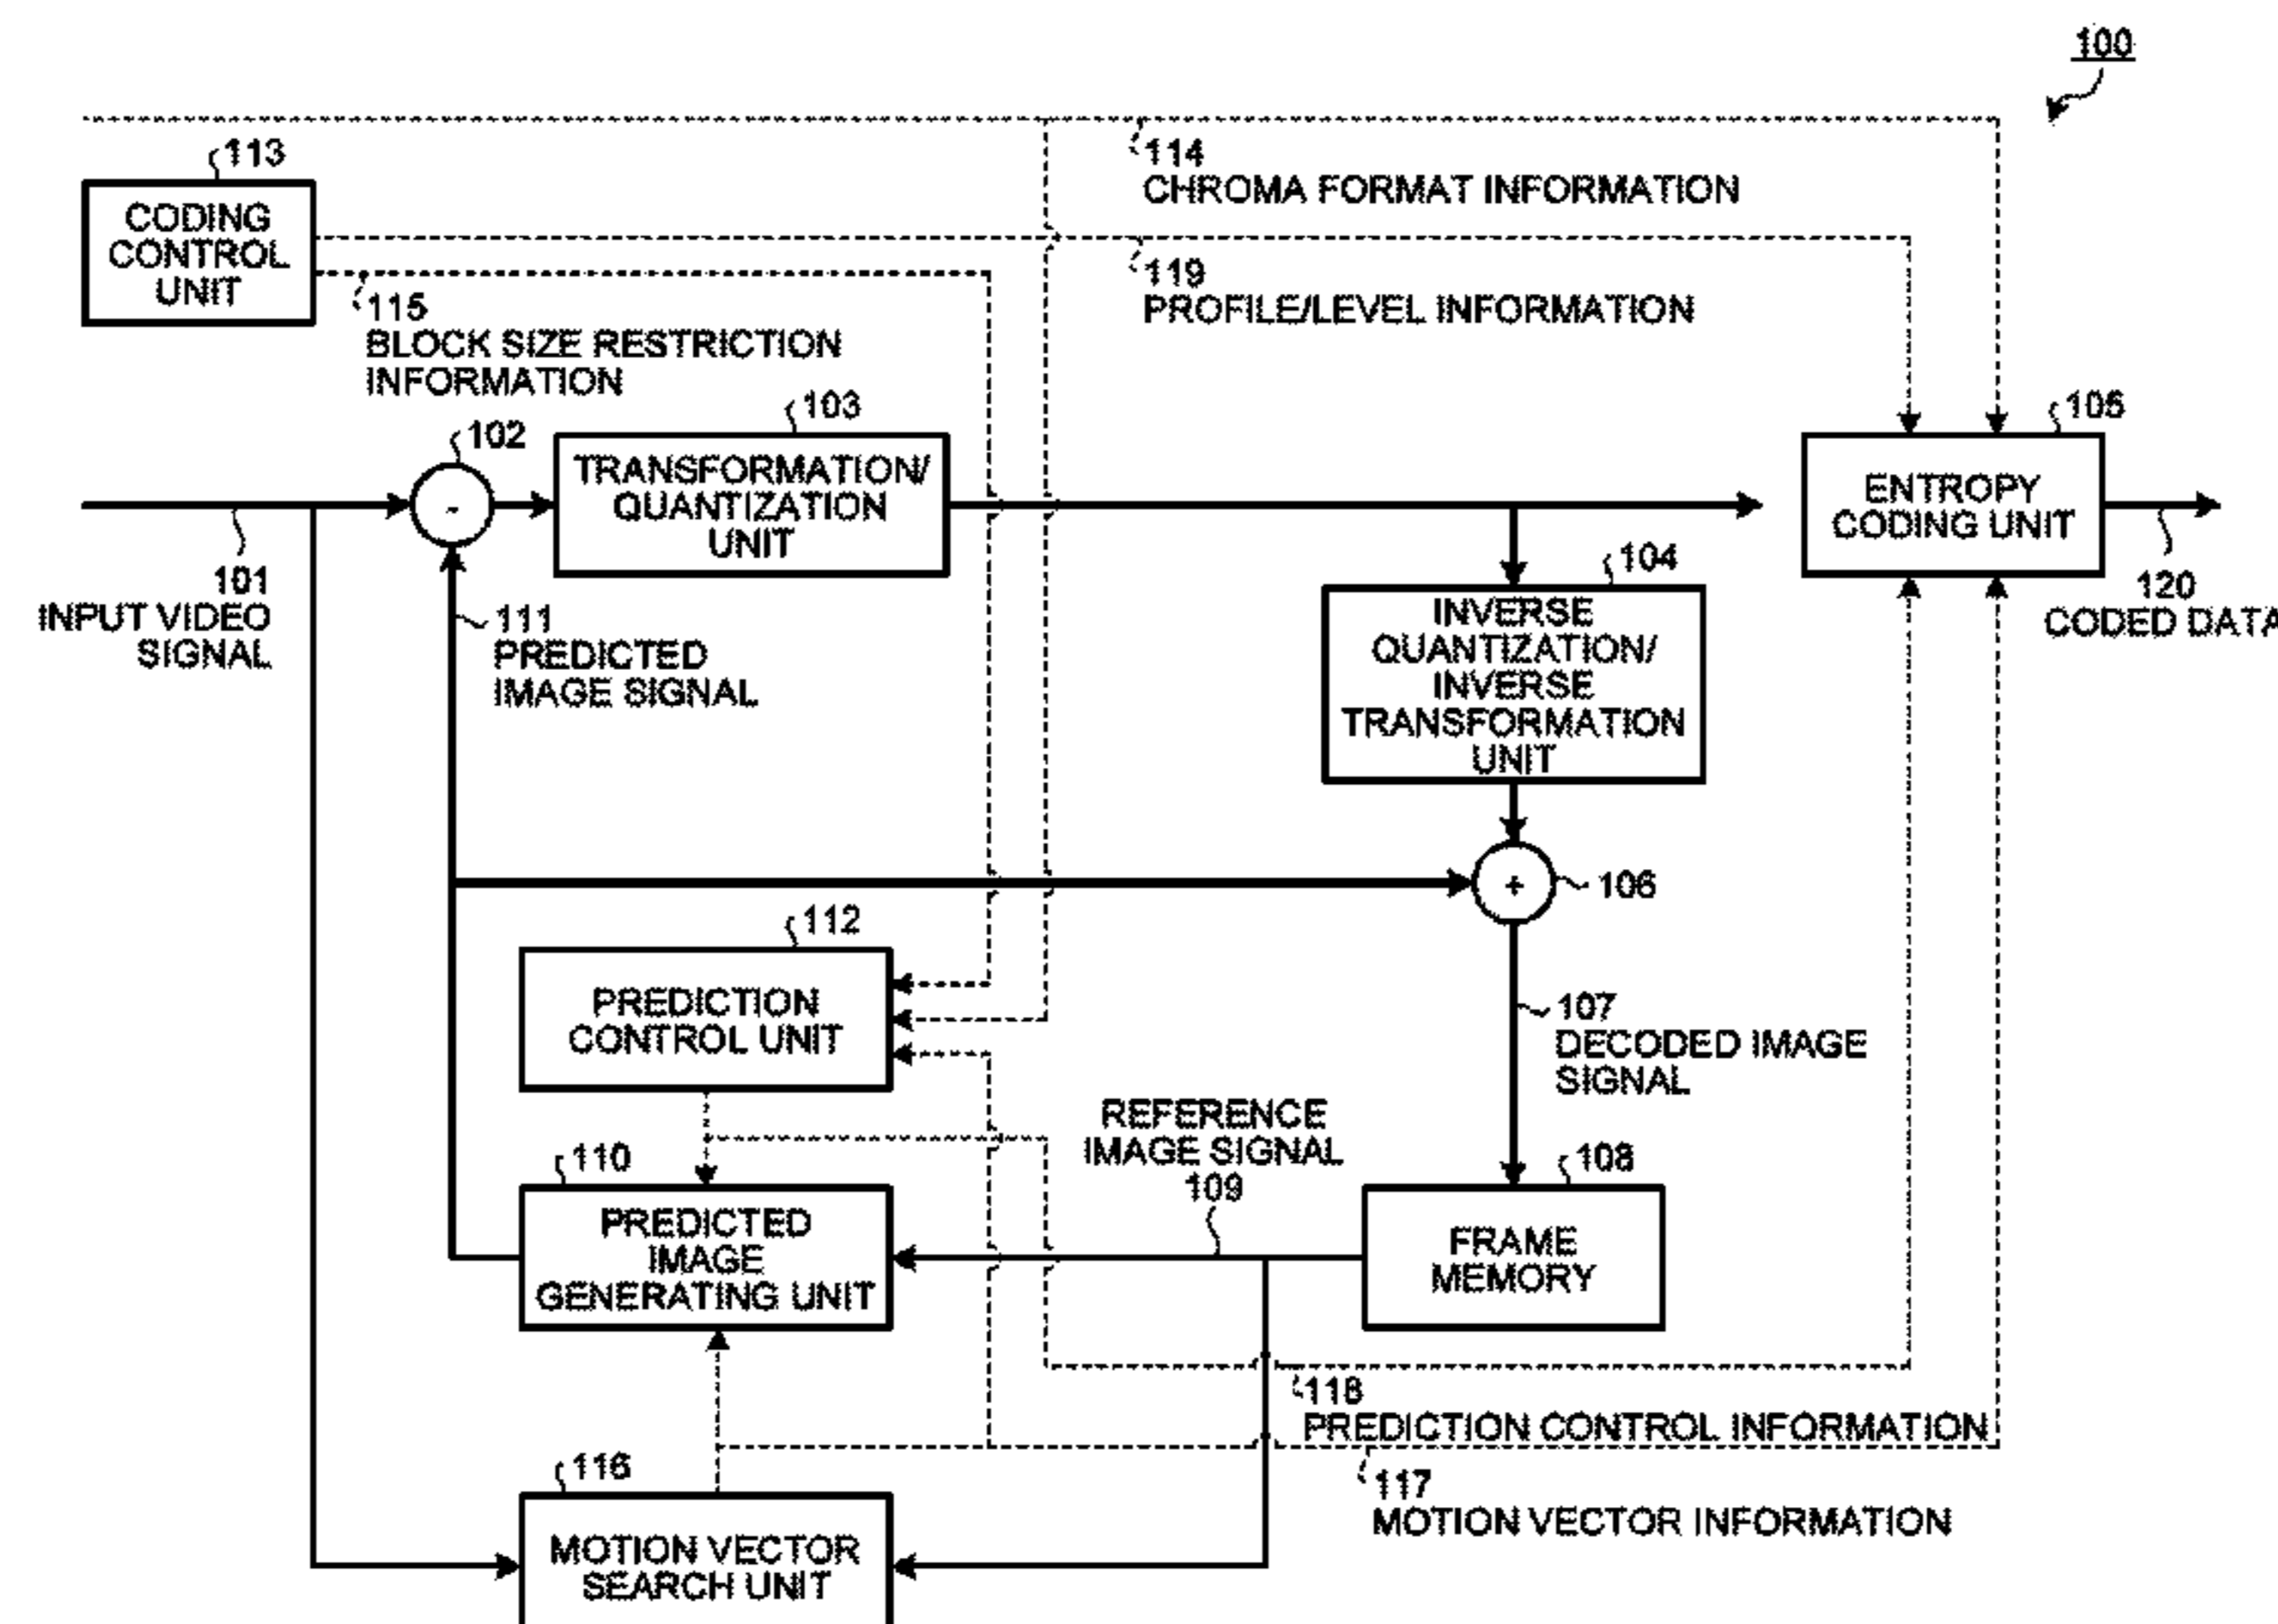 100
114
CHROMA FORMAT INFORMATION
113
CODING
CONTROL
UNIT
119
PROFILE/LEVEL INFORMATION
115
BLOCK SIZE RESTRICTION
INFORMATION
102
103
105
-
TRANSFORMATION/
QUANTIZATION
UNIT
ENTROPY
CODING UNIT
101
INPUT VIDEO
SIGNAL
111
PREDICTED
IMAGE SIGNAL
104
INVERSE
QUANTIZATION/
INVERSE
TRANSFORMATION
UNIT
120
CODED DATA
+
106
112
PREDICTION
CONTROL UNIT
107
DECODED IMAGE
SIGNAL
REFERENCE
IMAGE SIGNAL
109
110
PREDICTED
IMAGE
GENERATING UNIT
108
FRAME
MEMORY
118
PREDICTION CONTROL INFORMATION
117
MOTION VECTOR INFORMATION
116
MOTION VECTOR
SEARCH UNIT